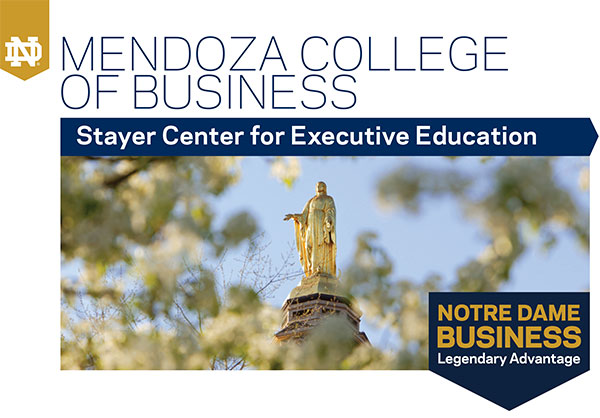 ND
MENDOZA COLLEGE
OF BUSINESS
Stayer Center for Executive Education
NOTRE DAME
BUSINESS
Legendary Advantage